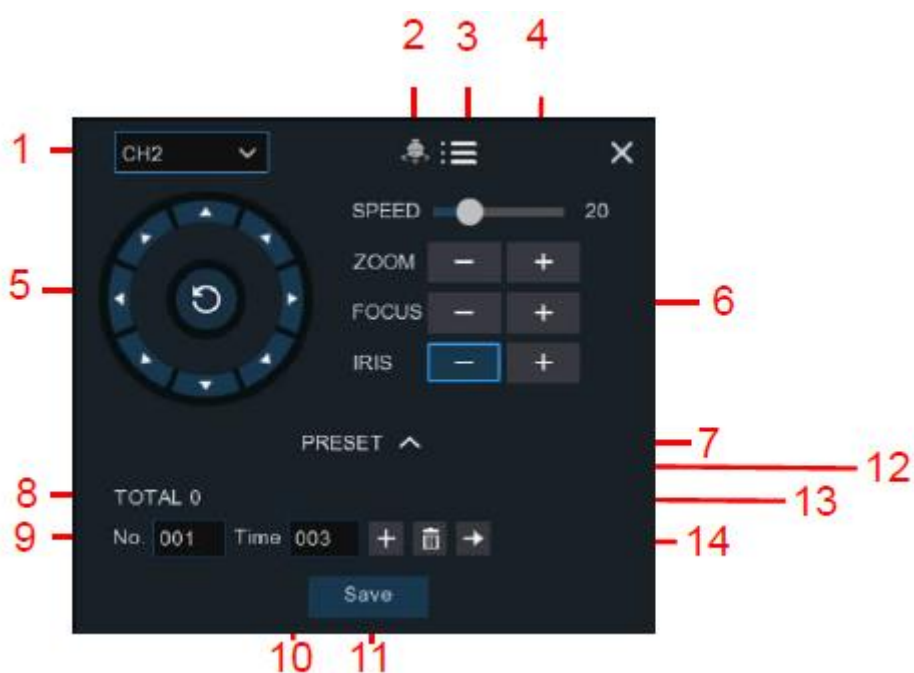 2 3 4
1 CH2
SPEED 20
ZOOM − +
5 FOCUS − + 6
IRIS − +
PRESET 7
12
8 TOTAL 0 13
9 No. 001 Time 003 + 14
Save
10 11